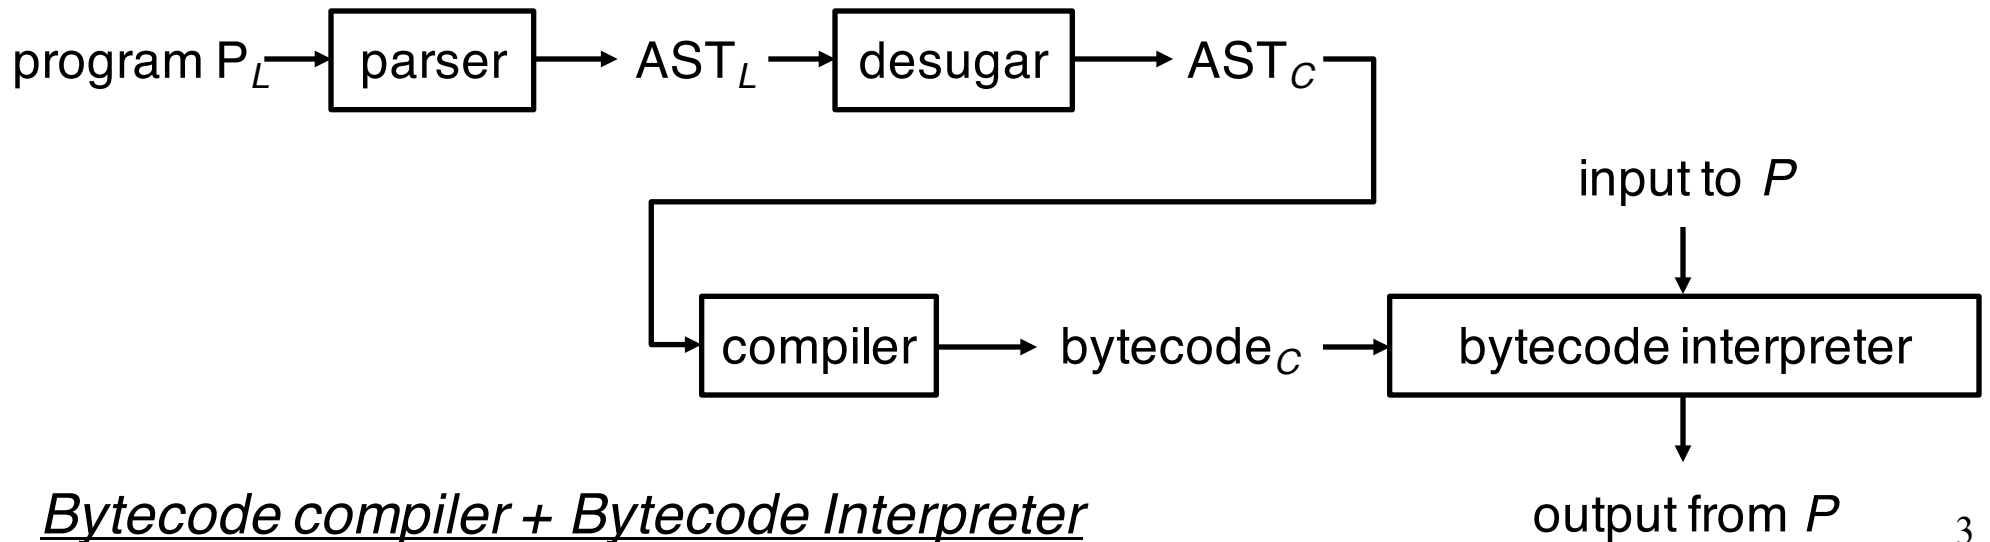 program P_L parser AST_L desugar AST_C
input to P
compiler bytecode_C bytecode interpreter
Bytecode compiler + Bytecode Interpreter output from P 3